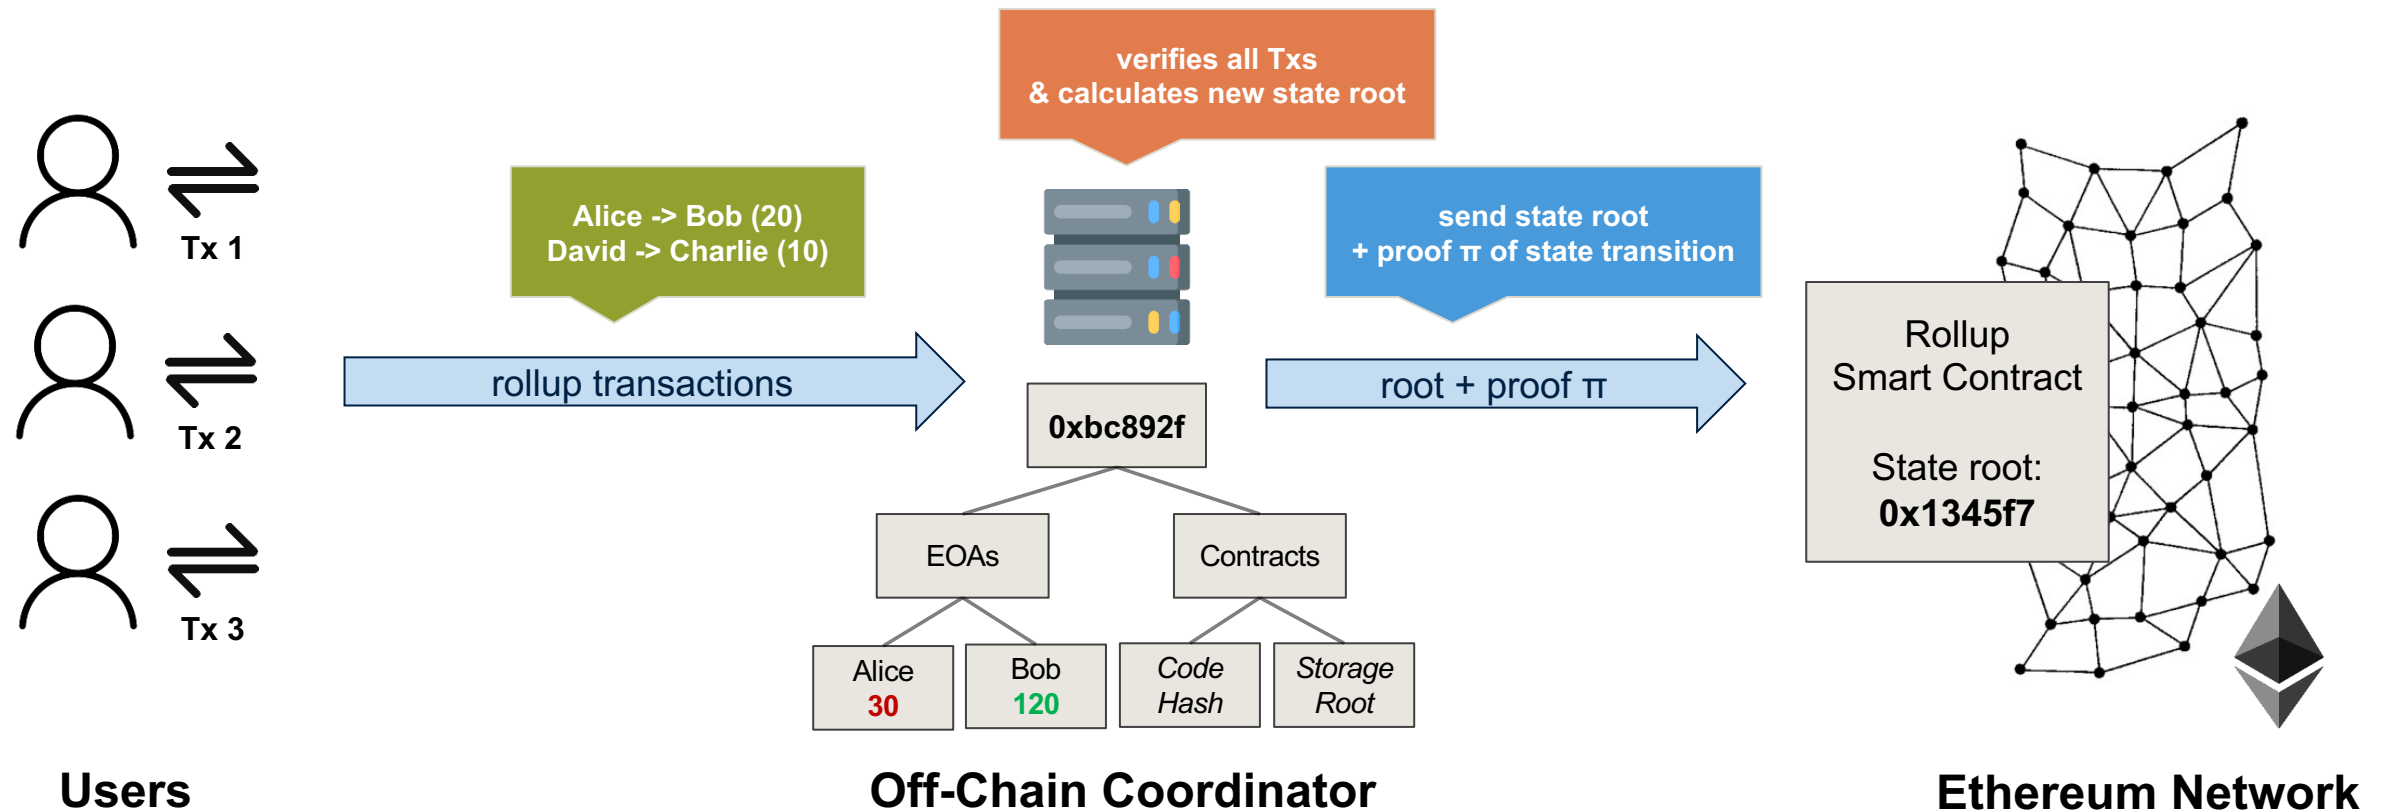 verifies all Txs
& calculates new state root
Alice -> Bob (20)
David -> Charlie (10)
send state root
+ proof π of state transition
Tx 1
Tx 2
Tx 3
rollup transactions
root + proof π
0xbc892f
EOAs
Contracts
Alice
30
Bob
120
Code
Hash
Storage
Root
Rollup
Smart Contract
State root:
0x1345f7
Users
Off-Chain Coordinator
Ethereum Network